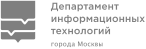 Департамент
информационных
технологий
города Москвы